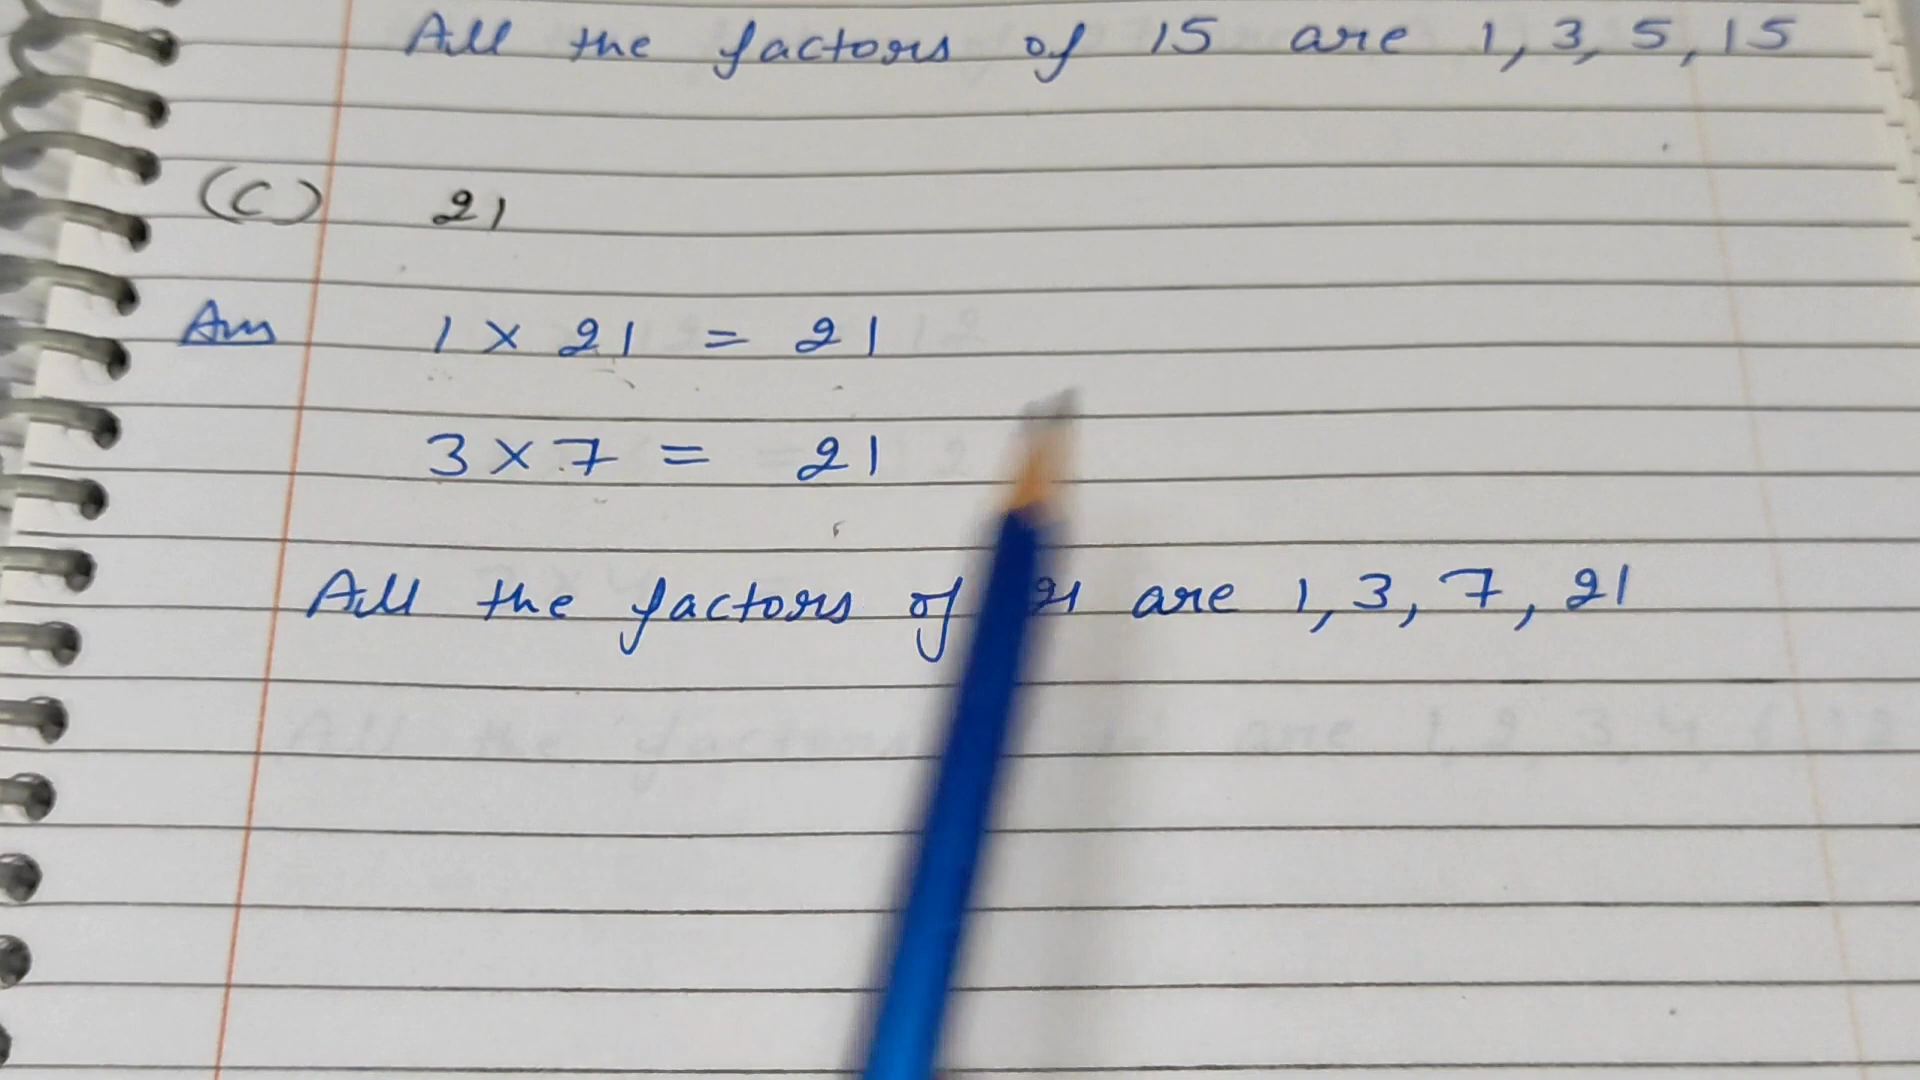 All the factors of 15 are 1, 3, 5, 15
(C) 21
Ans 1 × 21 = 21
3 × 7 = 21
All the factors of 21 are 1, 3, 7, 21